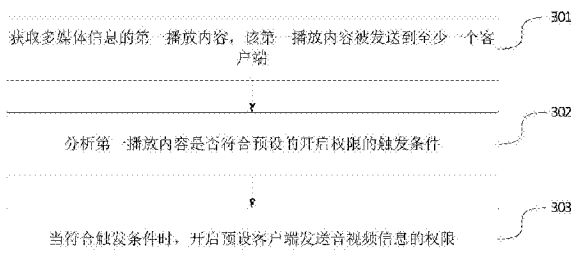 301
获取多媒体信息的第一播放内容，该第一播放内容被发送到至少一个客
户端
302
分析第一播放内容是否符合预设的开启权限的触发条件
303
当符合触发条件时，开启预设客户端发送音视频信息的权限